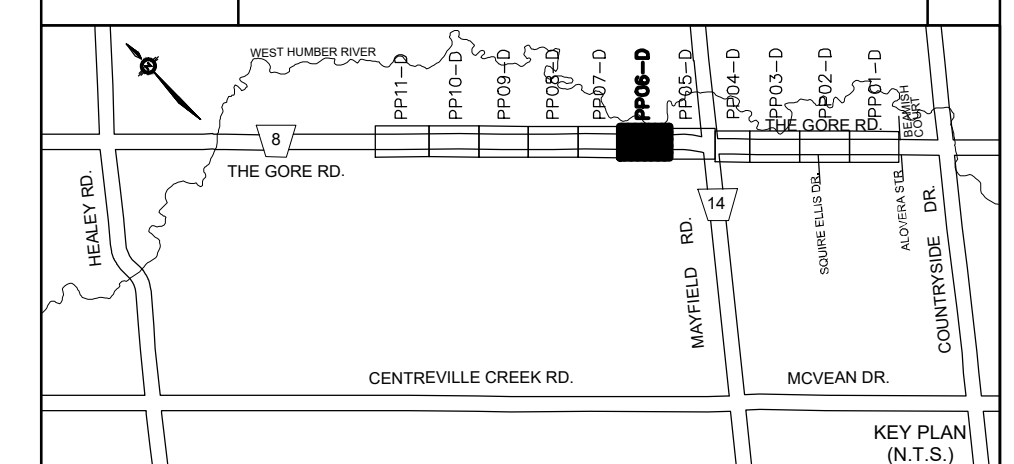 WEST HUMBER RIVER
PP11-D
PP10-D
PP09-D
PP08-D
PP07-D
PP06-D
PP05-D
PP04-D
PP03-D
PP02-D
PP01-D
BEAMISH
COURT
THE GORE RD.
8
THE GORE RD.
HEALEY RD.
14
MAYFIELD RD.
SQUIRE ELLIS DR.
ALOVERA STR
COUNTRYSIDE DR.
CENTREVILLE CREEK RD.
MCVEAN DR.
KEY PLAN
(N.T.S.)